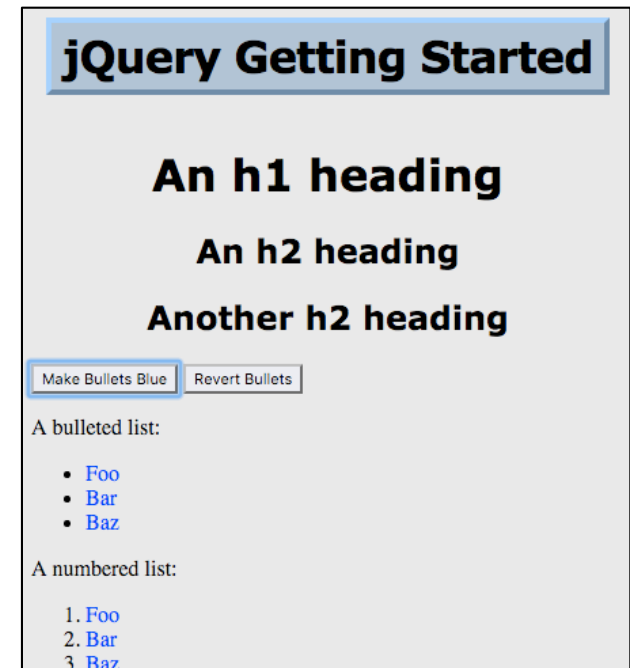 jQuery Getting Started
An h1 heading
An h2 heading
Another h2 heading
Make Bullets Blue Revert Bullets
A bulleted list:
• Foo
• Bar
• Baz
A numbered list:
1. Foo
2. Bar
3. Baz